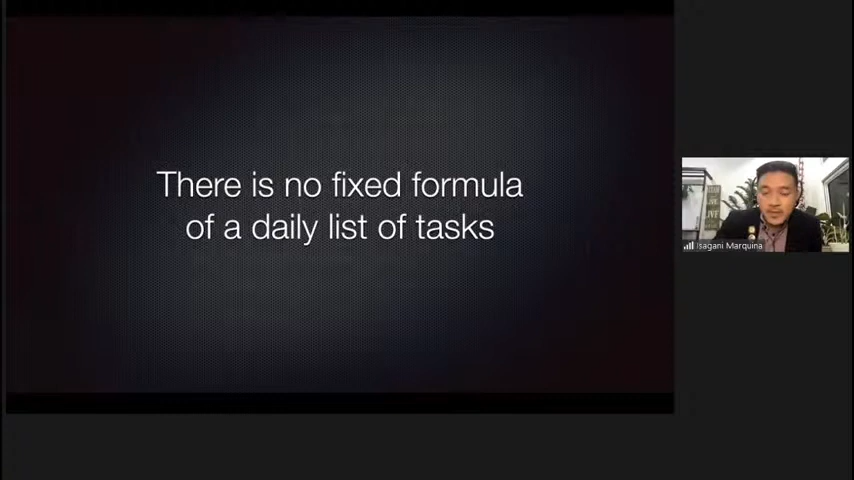 There is no fixed formula
of a daily list of tasks
Isagani Marquina